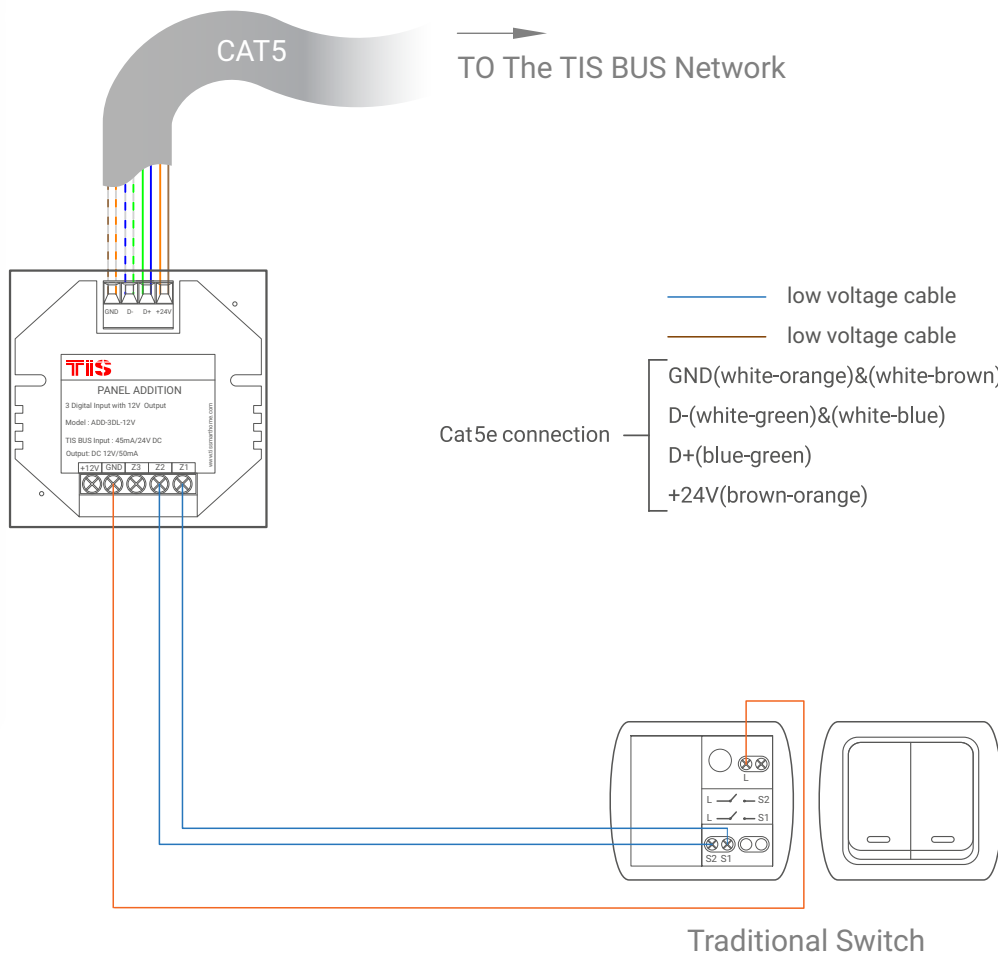 CAT5
TO The TIS BUS Network
GND D- D+ +24V
TiS
PANEL ADDITION
3 Digital Input with 12V Output
Model : ADD-3DL-12V
TIS BUS Input : 45mA/24V DC
Output: DC 12V/50mA
www.tissmarthome.com
+12V GND Z3 Z2 Z1
low voltage cable
low voltage cable
Cat5e connection
GND(white-orange)&(white-brown)
D-(white-green)&(white-blue)
D+(blue-green)
+24V(brown-orange)
L
L S2
L S1
S2 S1
Traditional Switch